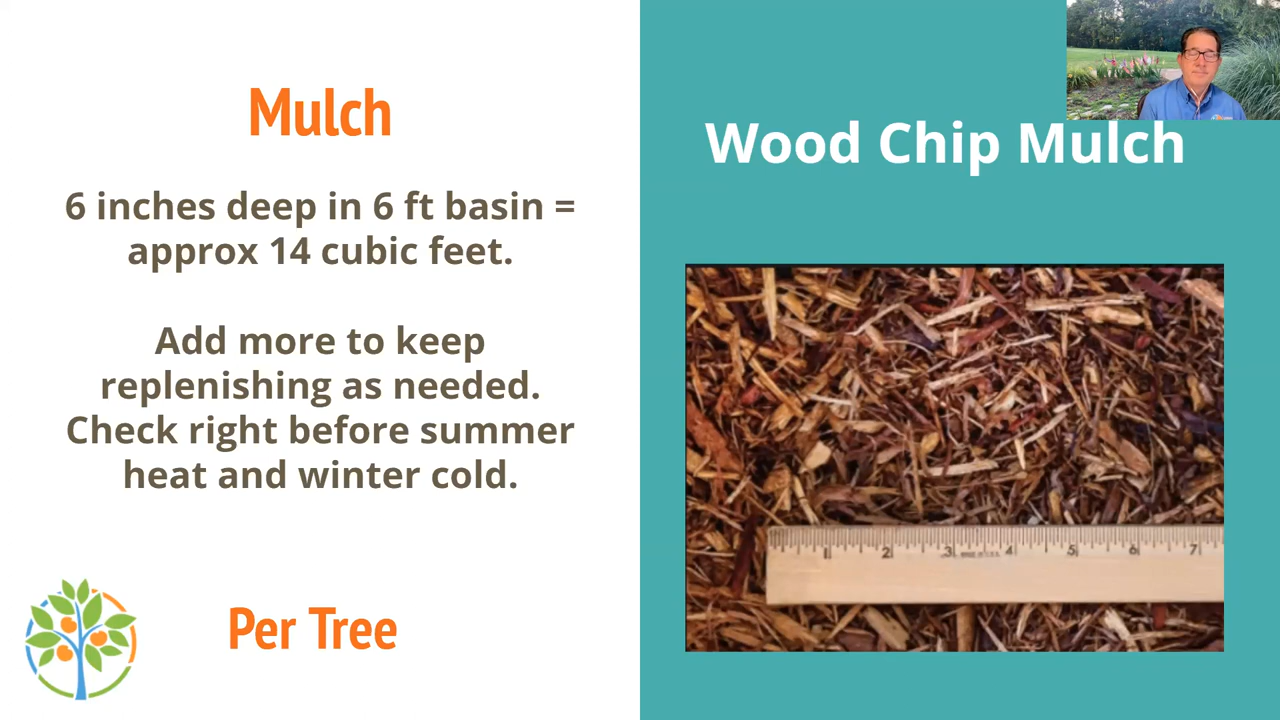 Mulch
6 inches deep in 6 ft basin =
approx 14 cubic feet.
Add more to keep
replenishing as needed.
Check right before summer
heat and winter cold.
Per Tree
Wood Chip Mulch
1 2 3 4 5 6 7